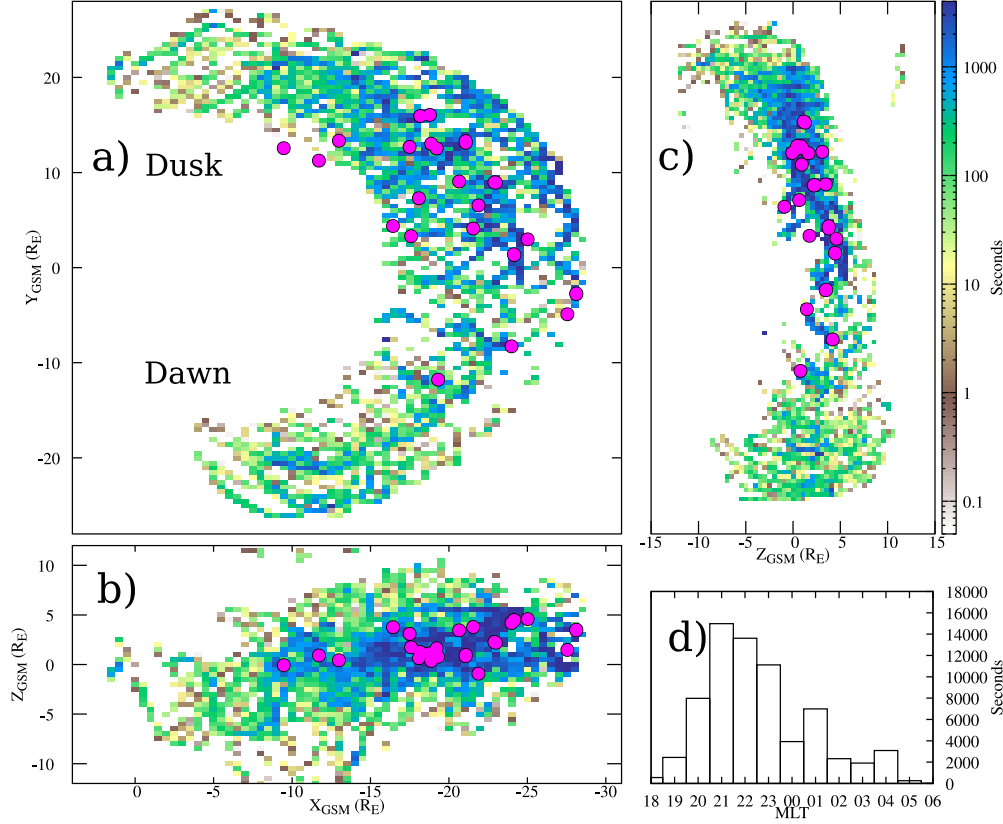 a)
Dusk
Dawn
20
10
0
-10
-20
Y_GSM (R_E)
c)
-15 -10 -5 0 5 10 15
Z_GSM (R_E)
1000
100
10
1
0.1
Seconds
b)
10
5
0
-5
-10
Z_GSM (R_E)
0 -5 -10 -15 -20 -25 -30
X_GSM (R_E)
d)
18000
16000
14000
12000
10000
8000
6000
4000
2000
0
Seconds
18 19 20 21 22 23 00 01 02 03 04 05 06
MLT